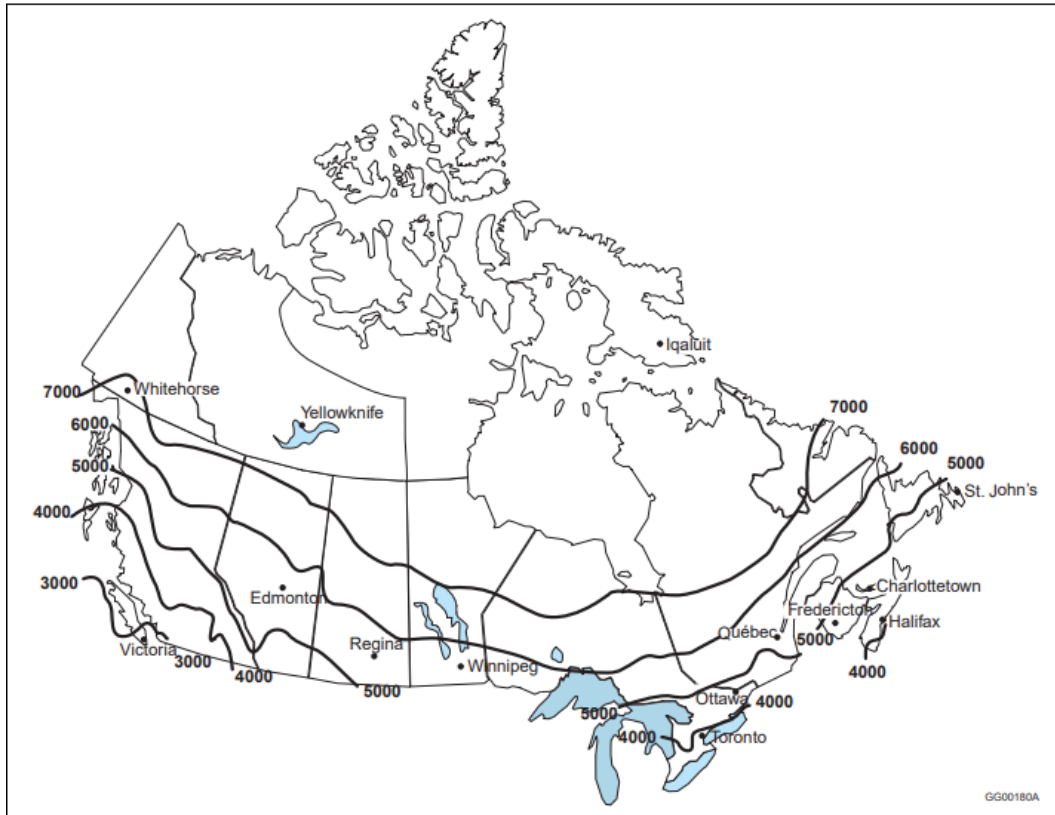 Iqaluit
7000
Whitehorse
7000
Yellowknife
6000
6000
5000
5000
St. John's
4000
3000
Edmonton
Charlottetown
Fredericton
Halifax
Québec
5000
Victoria
Regina
3000
Winpeg
4000
5000
4000
Ottawa
4000
5000
4000
Toronto
GG00180A